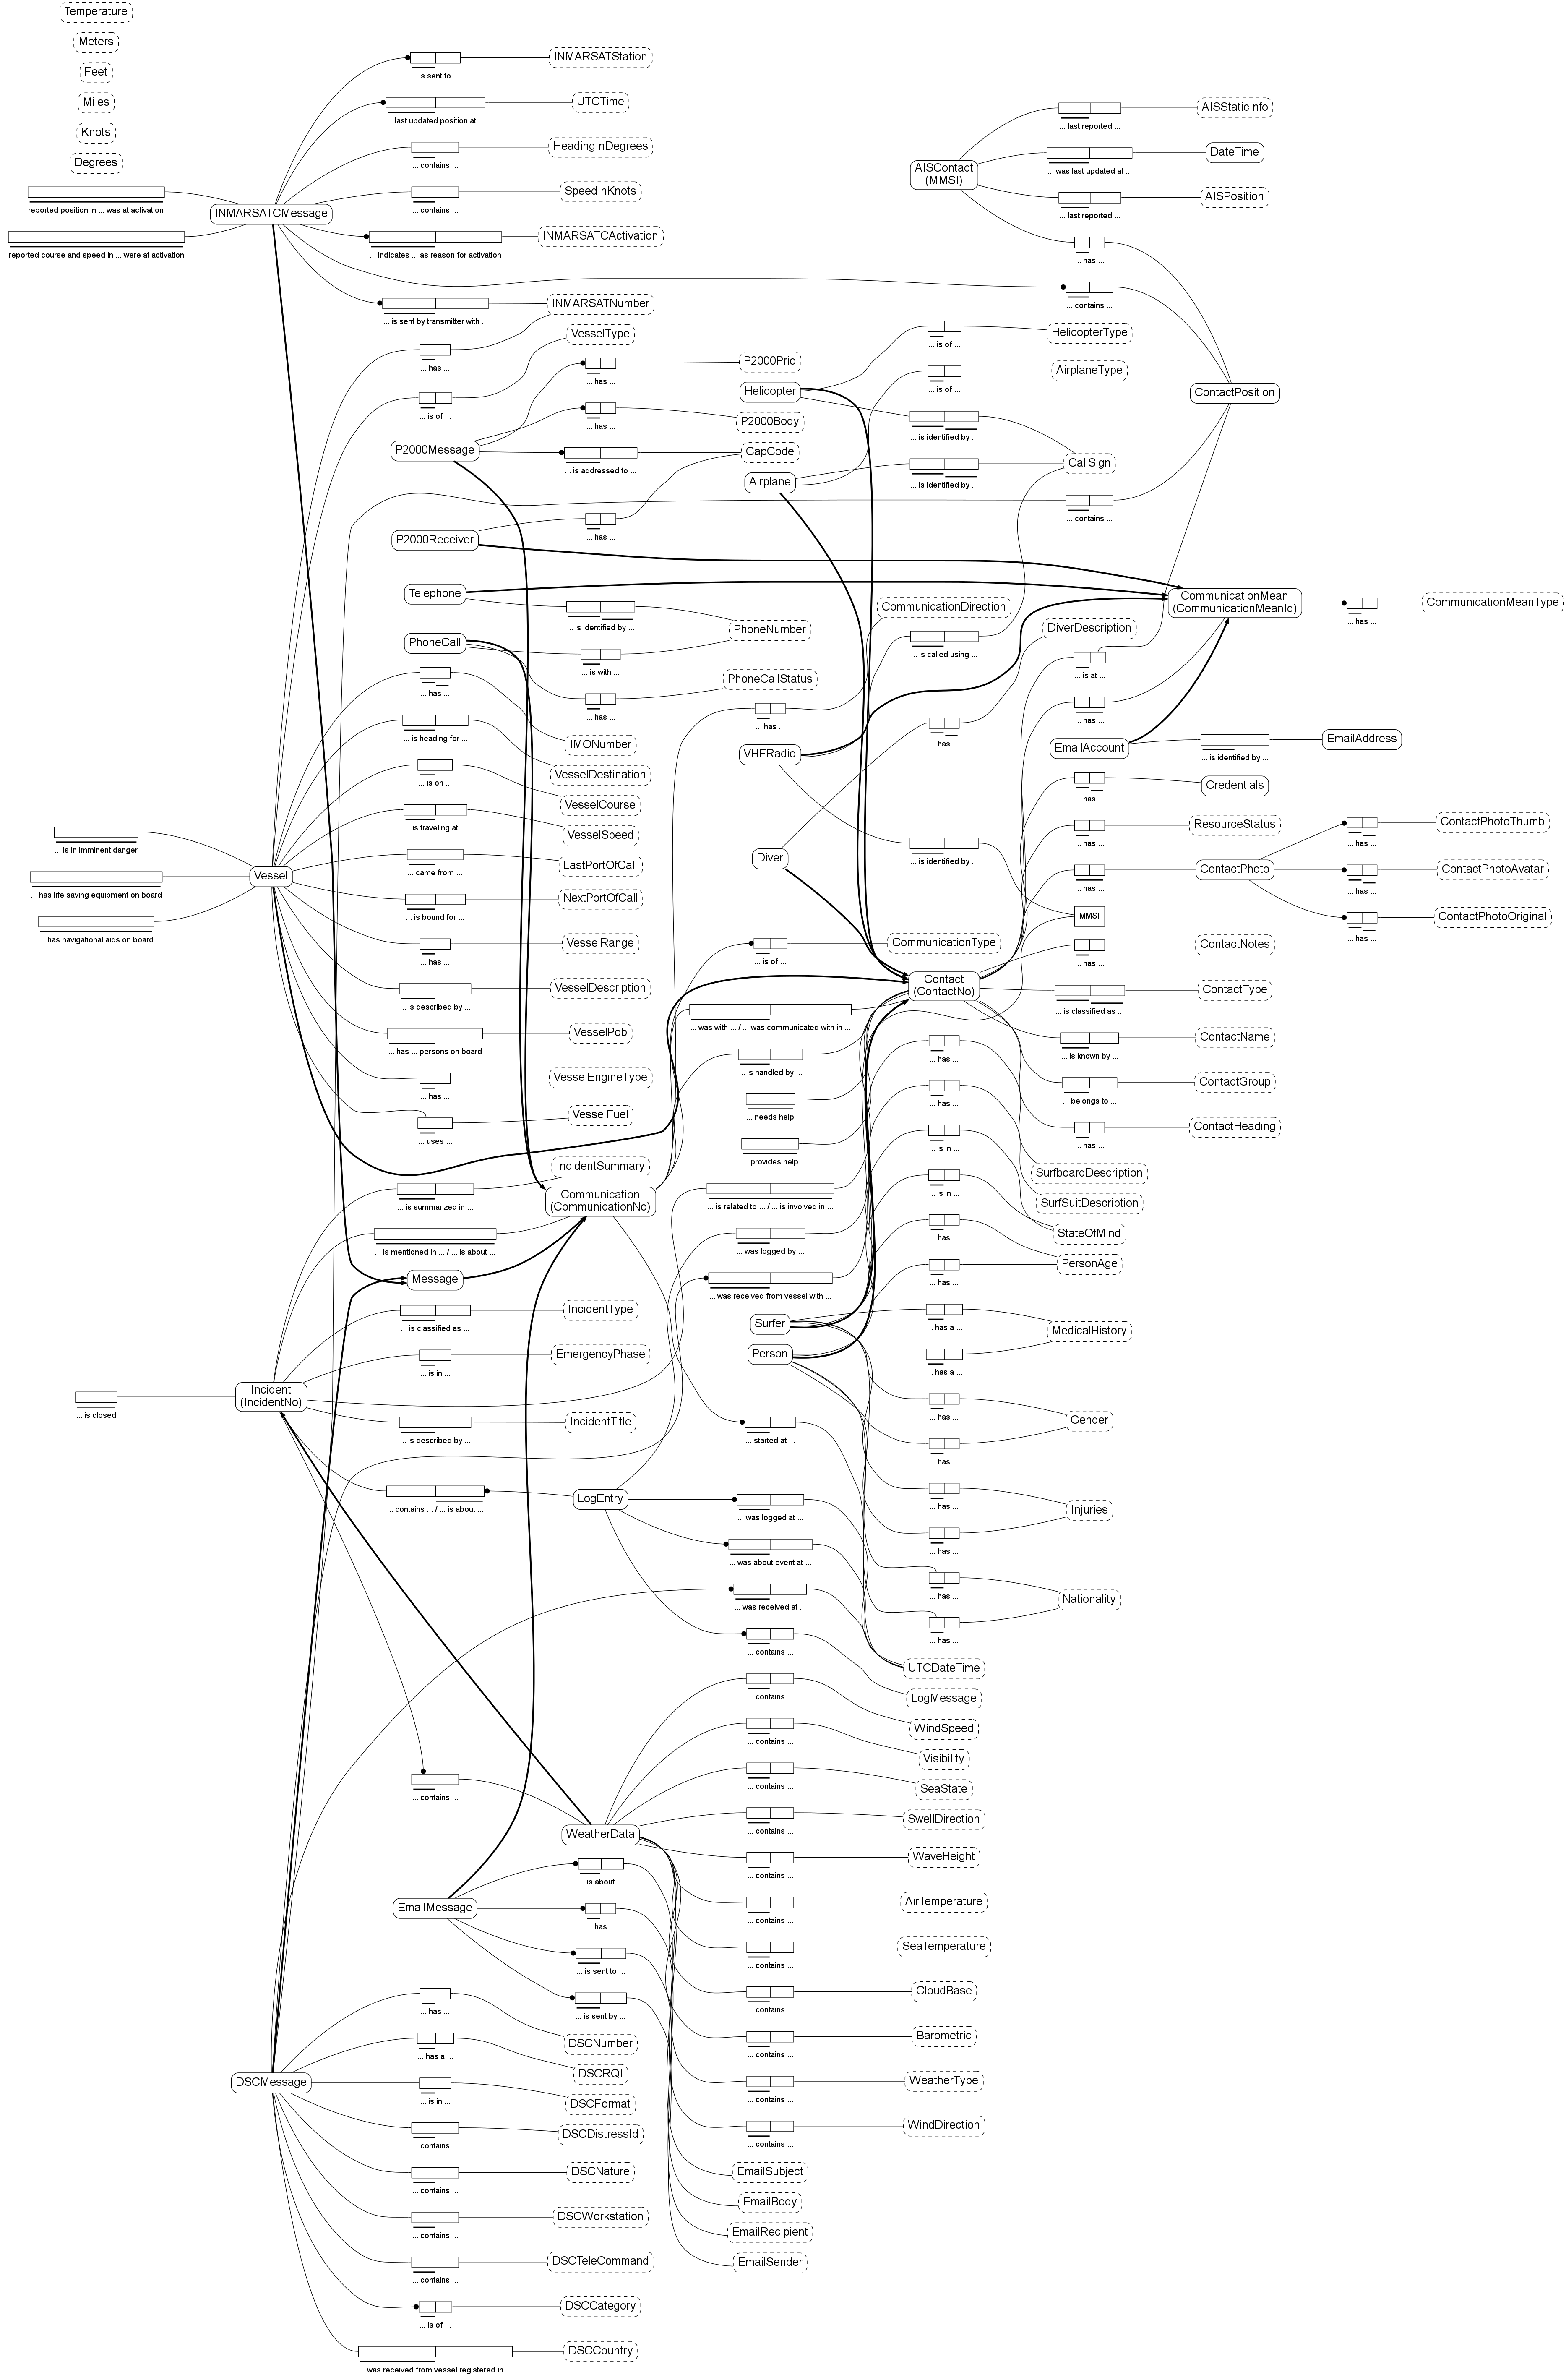 Temperature
Meters
Feet
Miles
Knots
Degrees
reported position in ... was at activation
reported course and speed in ... were at activation
INMARSATCMessage
... is sent to ...
INMARSATStation
... last updated position at ...
UTCTime
... contains ...
HeadingInDegrees
... contains ...
SpeedInKnots
... indicates ... as reason for activation
INMARSATCActivation
... is sent by transmitter with ...
INMARSATNumber
... has ...
VesselType
... is of ...
AISContact
(MMSI)
... last reported ...
AISStaticInfo
... was last updated at ...
DateTime
... last reported ...
AISPosition
... has ...
... contains ...
ContactPosition
... contains ...
P2000Message
... has ...
P2000Prio
... has ...
P2000Body
... is addressed to ...
CapCode
P2000Receiver
... has ...
Helicopter
... is of ...
HelicopterType
... is of ...
AirplaneType
... is identified by ...
Airplane
... is identified by ...
CallSign
Telephone
... is identified by ...
PhoneNumber
PhoneCall
... is with ...
... has ...
PhoneCallStatus
CommunicationDirection
... has ...
... is called using ...
DiverDescription
... has ...
VHFRadio
... is identified by ...
MMSI
Diver
CommunicationMean
(CommunicationMeanId)
... has ...
CommunicationMeanType
... is at ...
... has ...
EmailAccount
... is identified by ...
EmailAddress
... has ...
Credentials
... has ...
ResourceStatus
... has ...
ContactPhoto
... has ...
ContactPhotoThumb
... has ...
ContactPhotoAvatar
... has ...
ContactPhotoOriginal
... is in imminent danger
... has life saving equipment on board
... has navigational aids on board
Vessel
... has ...
IMONumber
... is heading for ...
VesselDestination
... is on ...
VesselCourse
... is traveling at ...
VesselSpeed
... came from ...
LastPortOfCall
... is bound for ...
NextPortOfCall
... has ...
VesselRange
... is described by ...
VesselDescription
... has ... persons on board
VesselPob
... has ...
VesselEngineType
... uses ...
VesselFuel
... is of ...
CommunicationType
Contact
(ContactNo)
... has ...
ContactNotes
... is classified as ...
ContactType
... is known by ...
ContactName
... belongs to ...
ContactGroup
... has ...
ContactHeading
... was with ... / ... was communicated with in ...
... is handled by ...
... needs help
... provides help
... is related to ... / ... is involved in ...
... was logged by ...
... was received from vessel with ...
... has ...
SurfboardDescription
... has ...
SurfSuitDescription
... is in ...
... is in ...
StateOfMind
... has ...
... has ...
PersonAge
Surfer
Person
... has a ...
... has a ...
MedicalHistory
... has ...
... has ...
Gender
... has ...
... has ...
Injuries
... has ...
... has ...
Nationality
Communication
(CommunicationNo)
IncidentSummary
... is summarized in ...
... is mentioned in ... / ... is about ...
Message
... is closed
Incident
(IncidentNo)
... is classified as ...
IncidentType
... is in ...
EmergencyPhase
... is described by ...
IncidentTitle
... contains ... / ... is about ...
LogEntry
... started at ...
... was logged at ...
... was about event at ...
... was received at ...
UTCDateTime
... contains ...
LogMessage
... contains ...
WeatherData
... contains ...
WindSpeed
... contains ...
Visibility
... contains ...
SeaState
... contains ...
SwellDirection
... contains ...
WaveHeight
... contains ...
AirTemperature
... contains ...
SeaTemperature
... contains ...
CloudBase
... contains ...
Barometric
... contains ...
WeatherType
... contains ...
WindDirection
EmailMessage
... is about ...
... has ...
... is sent to ...
... is sent by ...
EmailSubject
EmailBody
EmailRecipient
EmailSender
DSCMessage
... has ...
DSCNumber
... has a ...
DSCRQI
... is in ...
DSCFormat
... contains ...
DSCDistressId
... contains ...
DSCNature
... contains ...
DSCWorkstation
... contains ...
DSCTeleCommand
... is of ...
DSCCategory
... was received from vessel registered in ...
DSCCountry